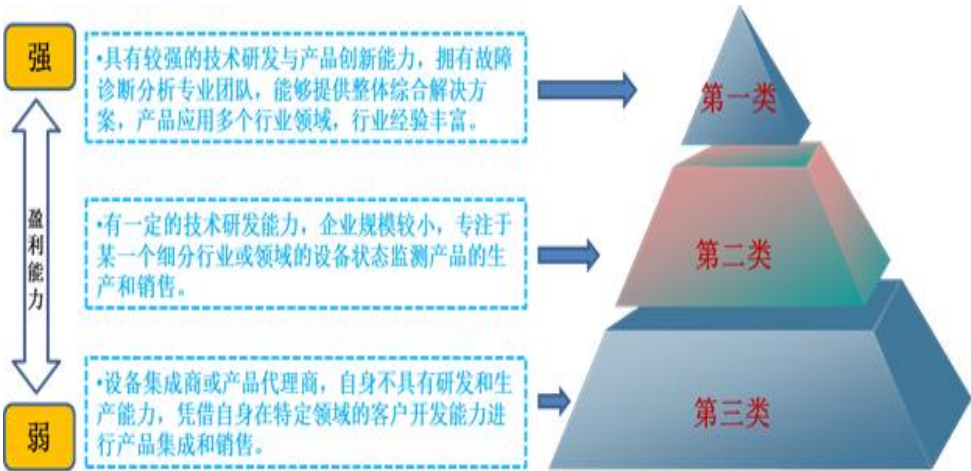 强
•具有较强的技术研发与产品创新能力，拥有故障
诊断分析专业团队，能够提供整体综合解决方
案，产品应用多个行业领域，行业经验丰富。
第一类
盈利能力
•有一定的技术研发能力，企业规模较小，专注于
某一个细分行业或领域的设备状态监测产品的生
产和销售。
第二类
•设备集成商或产品代理商，自身不具有研发和生
产能力，凭借自身在特定领域的客户开发能力进
行产品集成和销售。
第三类
弱